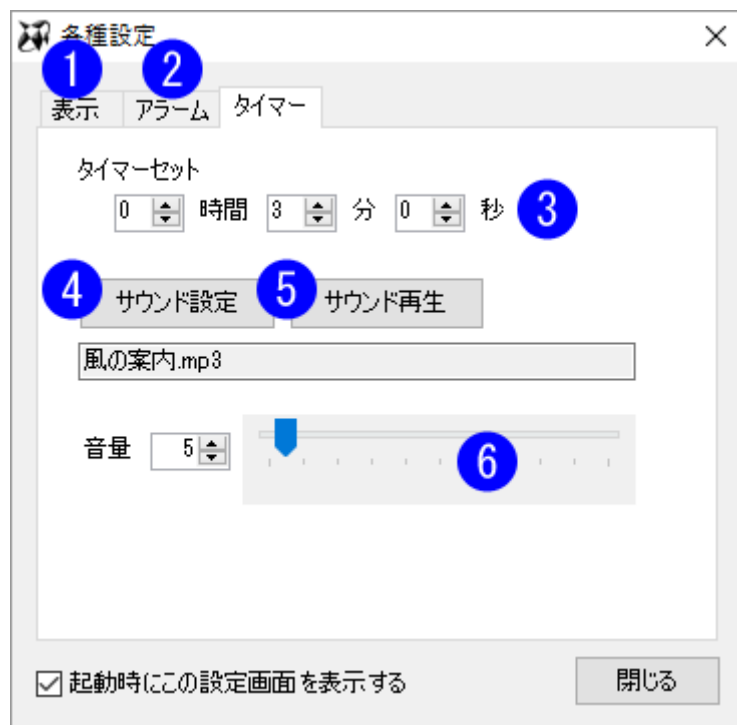 各種設定
1 2
表示 アラーム タイマー
タイマーセット
0 時間 3 分 0 秒 3
4 サウンド設定 5 サウンド再生
風の案内.mp3
音量 5 6
起動時にこの設定画面を表示する 閉じる